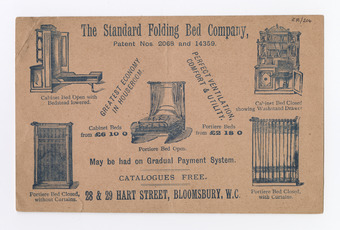 The Standard Folding Bed Company,
Patent Nos 2068 and 14359.
GREATEST ECONOMY
IN HOUSEROOM.
PERFECT VENTILATION,
COMFORT & UTILITY.
Cabinet Bed Open with
Bedstead lowered.
Cabinet Bed Closed
showing Washstand Drawer
Cabinet Beds
from £6 10 0
Portiere Beds
from £2 18 0
Portiere Bed Open.
May be had on Gradual Payment System.
CATALOGUES FREE.
Portiere Bed Closed,
without Curtains.
Portiere Bed Closed,
with Curtains.
28 & 29 HART STREET, BLOOMSBURY, W.C.